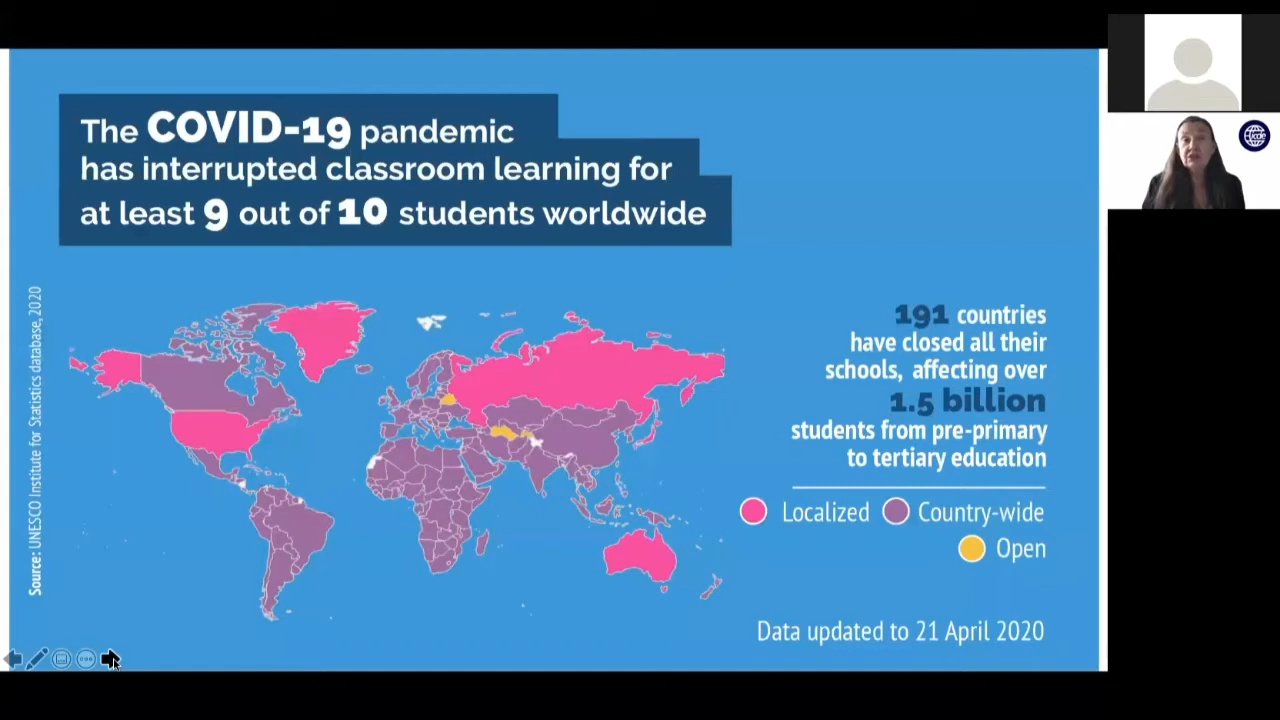 The COVID-19 pandemic
has interrupted classroom learning for
at least 9 out of 10 students worldwide
Source: UNESCO Institute for Statistics database, 2020
191 countries
have closed all their
schools, affecting over
1.5 billion
students from pre-primary
to tertiary education
Localized
Country-wide
Open
Data updated to 21 April 2020
icde